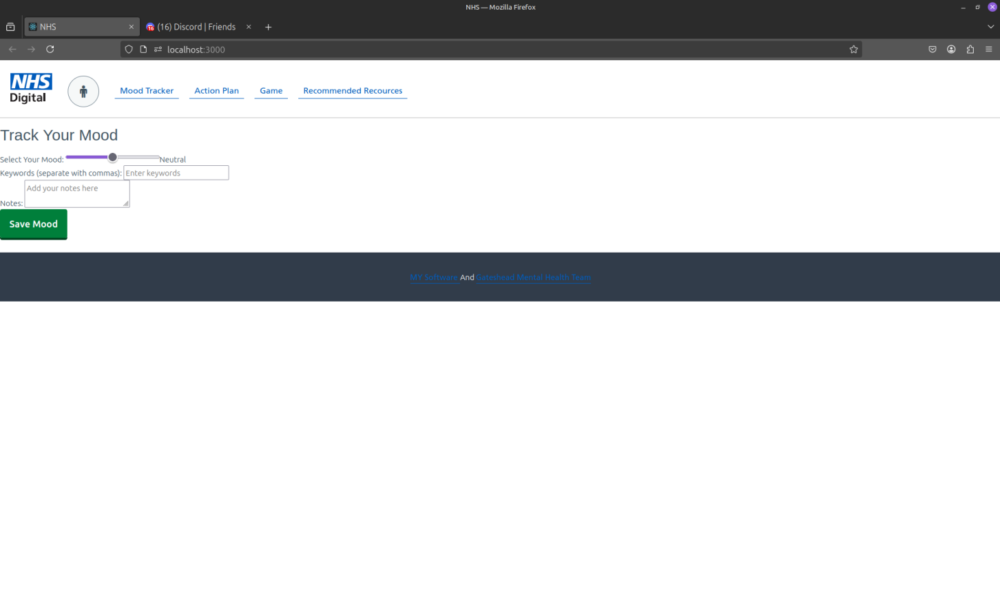 NHS — Mozilla Firefox
NHS
(16) Discord | Friends
localhost:3000
NHS
Digital
Mood Tracker
Action Plan
Game
Recommended Recources
Track Your Mood
Select Your Mood: Neutral
Keywords (separate with commas): Enter keywords
Notes: Add your notes here
Save Mood
MY Software And Gateshead Mental Health Team